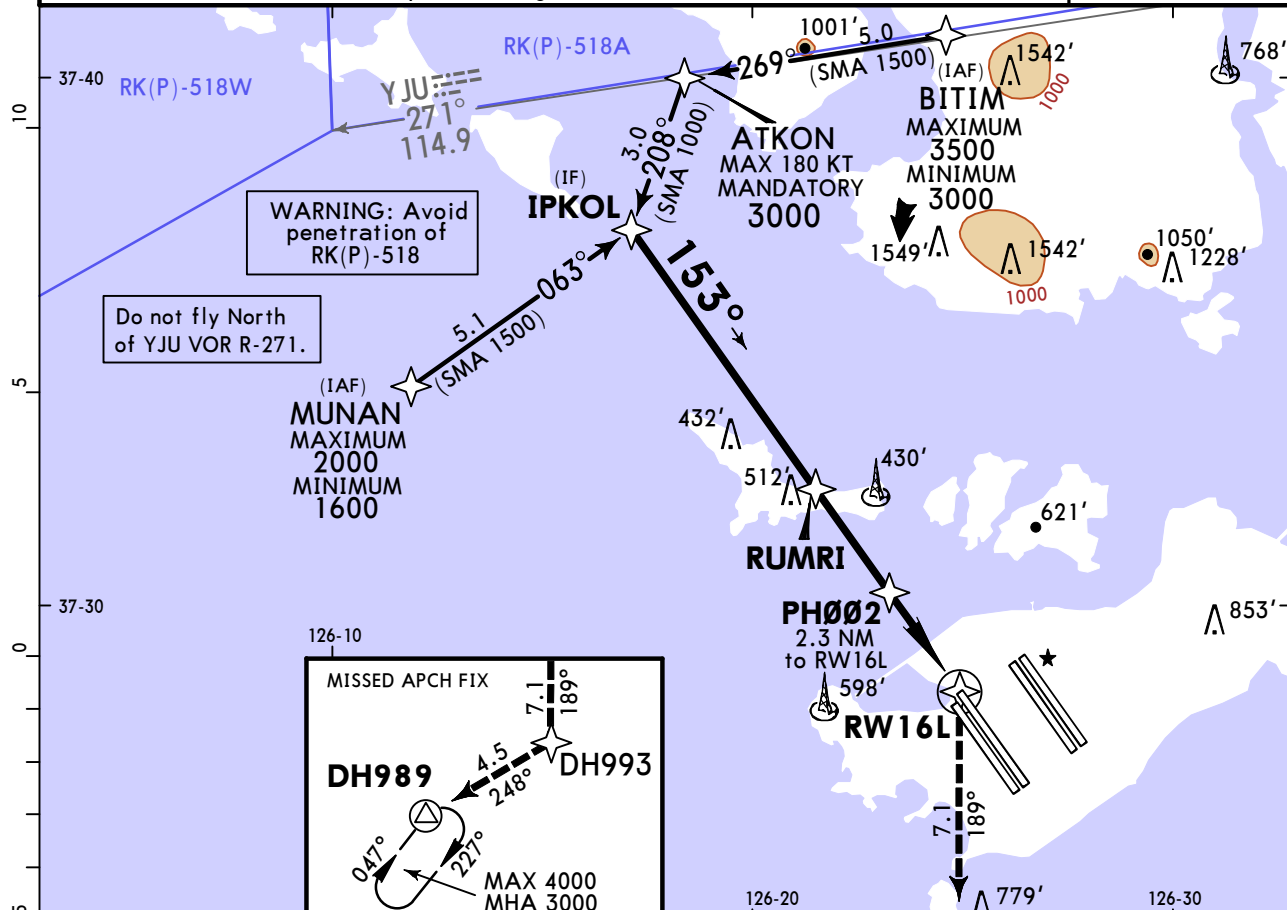 1001'
5.0
RK(P)-518A
269°
(SMA 1500)
1542'
1000
768'
37-40
RK(P)-518W
(IAF)
BITIM
MAXIMUM
3500
MINIMUM
3000
YJU
271°
114.9
10
3.0
208°
(SMA 1000)
ATKON
MAX 180 KT
MANDATORY
3000
(IF)
IPKOL
WARNING: Avoid
penetration of
RK(P)-518
1549'
1542'
1000
1050'
1228'
153°
063°
5.1
(SMA 1500)
Do not fly North
of YJU VOR R-271.
5
(IAF)
MUNAN
MAXIMUM
2000
MINIMUM
1600
432'
512'
430'
621'
RUMRI
37-30
PHØØ2
2.3 NM
to RW16L
853'
0
126-10
598'
RW16L
MISSED APCH FIX
7.1
189°
4.5
248°
DH993
DH989
047°
227°
MAX 4000
MHA 3000
7.1
189°
779'
126-20
126-30